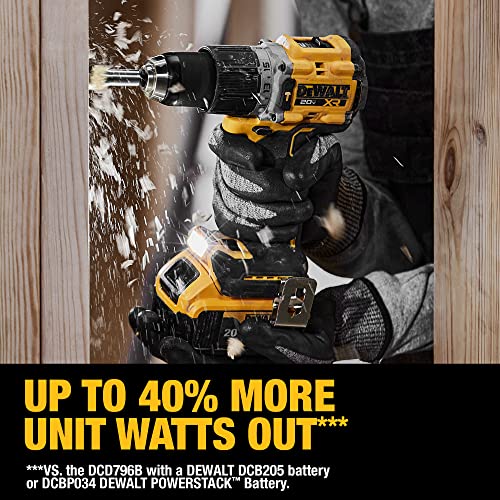 DEWALT
20V
XR
20
UP TO 40% MORE
UNIT WATTS OUT***
***VS. the DCD796B with a DEWALT DCB205 battery
or DCBP034 DEWALT POWERSTACK™ Battery.